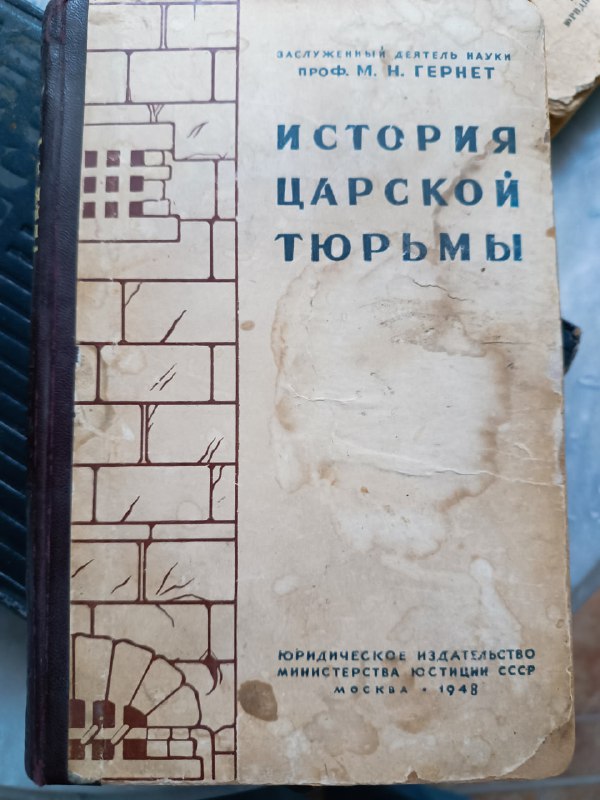 ЗАСЛУЖЕННЫЙ ДЕЯТЕЛЬ НАУКИ
ПРОФ. М. Н. ГЕРНЕТ
ИСТОРИЯ
ЦАРСКОЙ
ТЮРЬМЫ
ЮРИДИЧЕСКОЕ ИЗДАТЕЛЬСТВО
МИНИСТЕРСТВА ЮСТИЦИИ СССР
МОСКВА • 1948